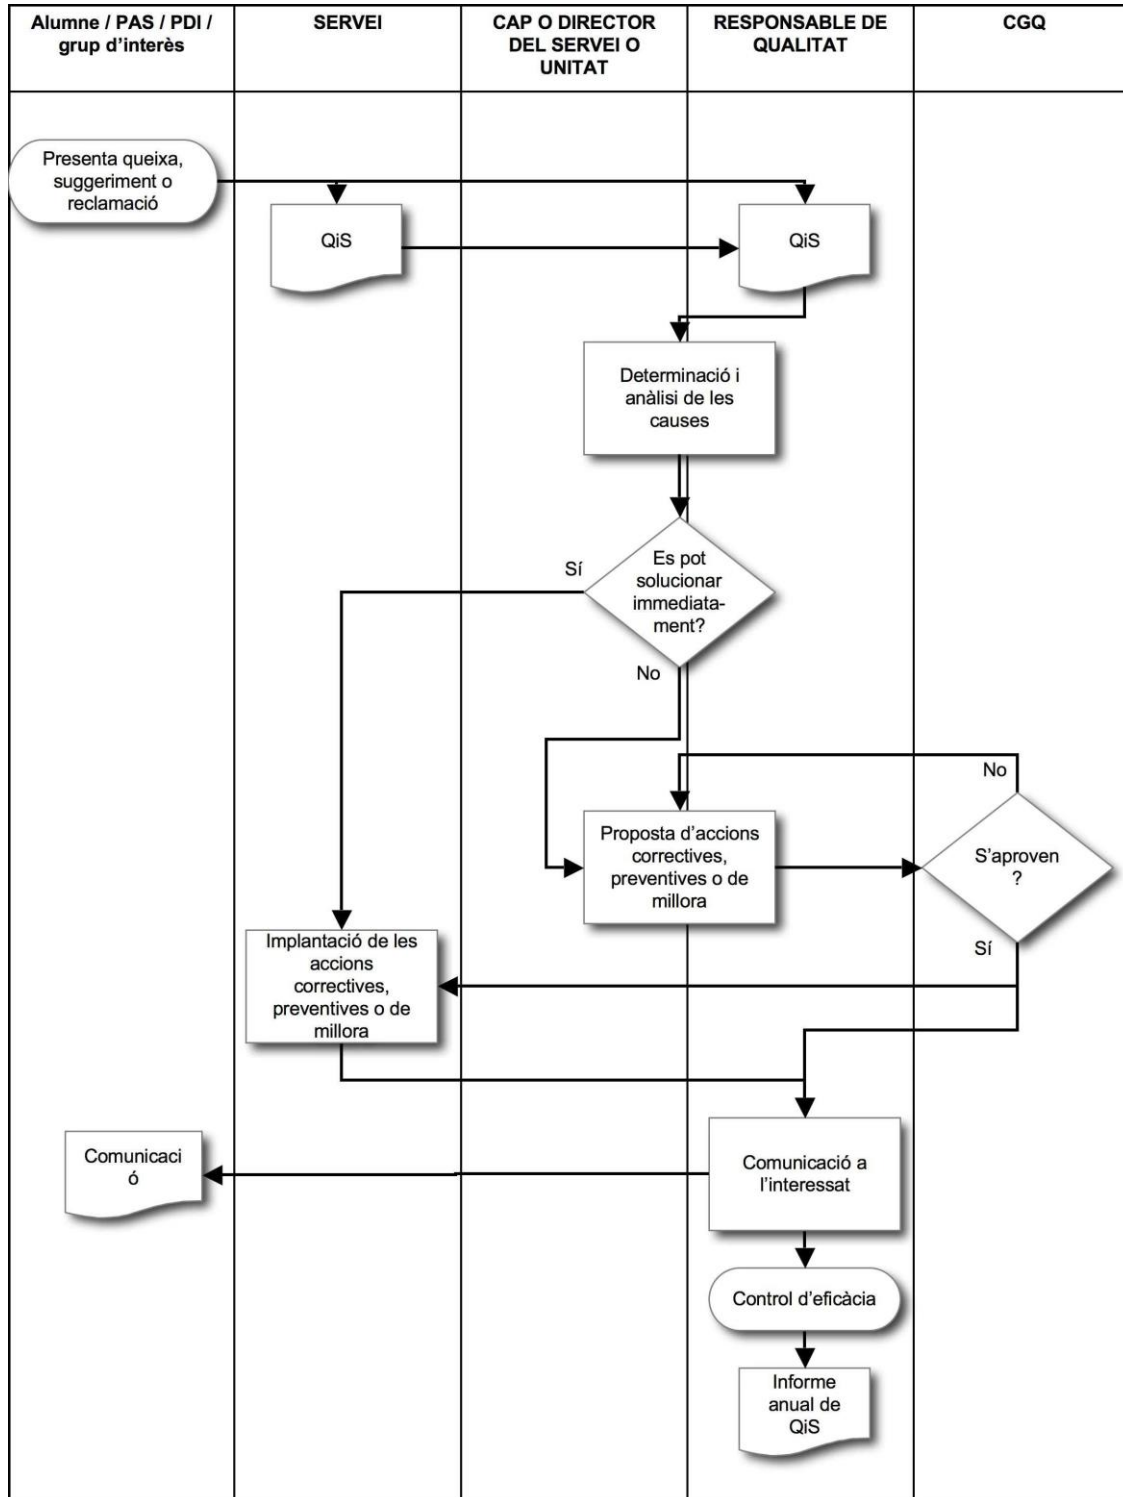 Alumne / PAS / PDI /
grup d'interès
SERVEI
CAP O DIRECTOR
DEL SERVEI O
UNITAT
RESPONSABLE DE
QUALITAT
CGQ
Presenta queixa,
suggeriment o
reclamació
QiS
QiS
Determinació i
anàlisi de les
causes
Es pot
solucionar
immediata-
ment?
Sí
No
No
Proposta d'accions
correctives,
preventives o de
millora
S'aproven
?
Sí
Implantació de les
accions
correctives,
preventives o de
millora
Comunicaci
ó
Comunicació a
l'interessat
Control d'eficàcia
Informe
anual de
QiS